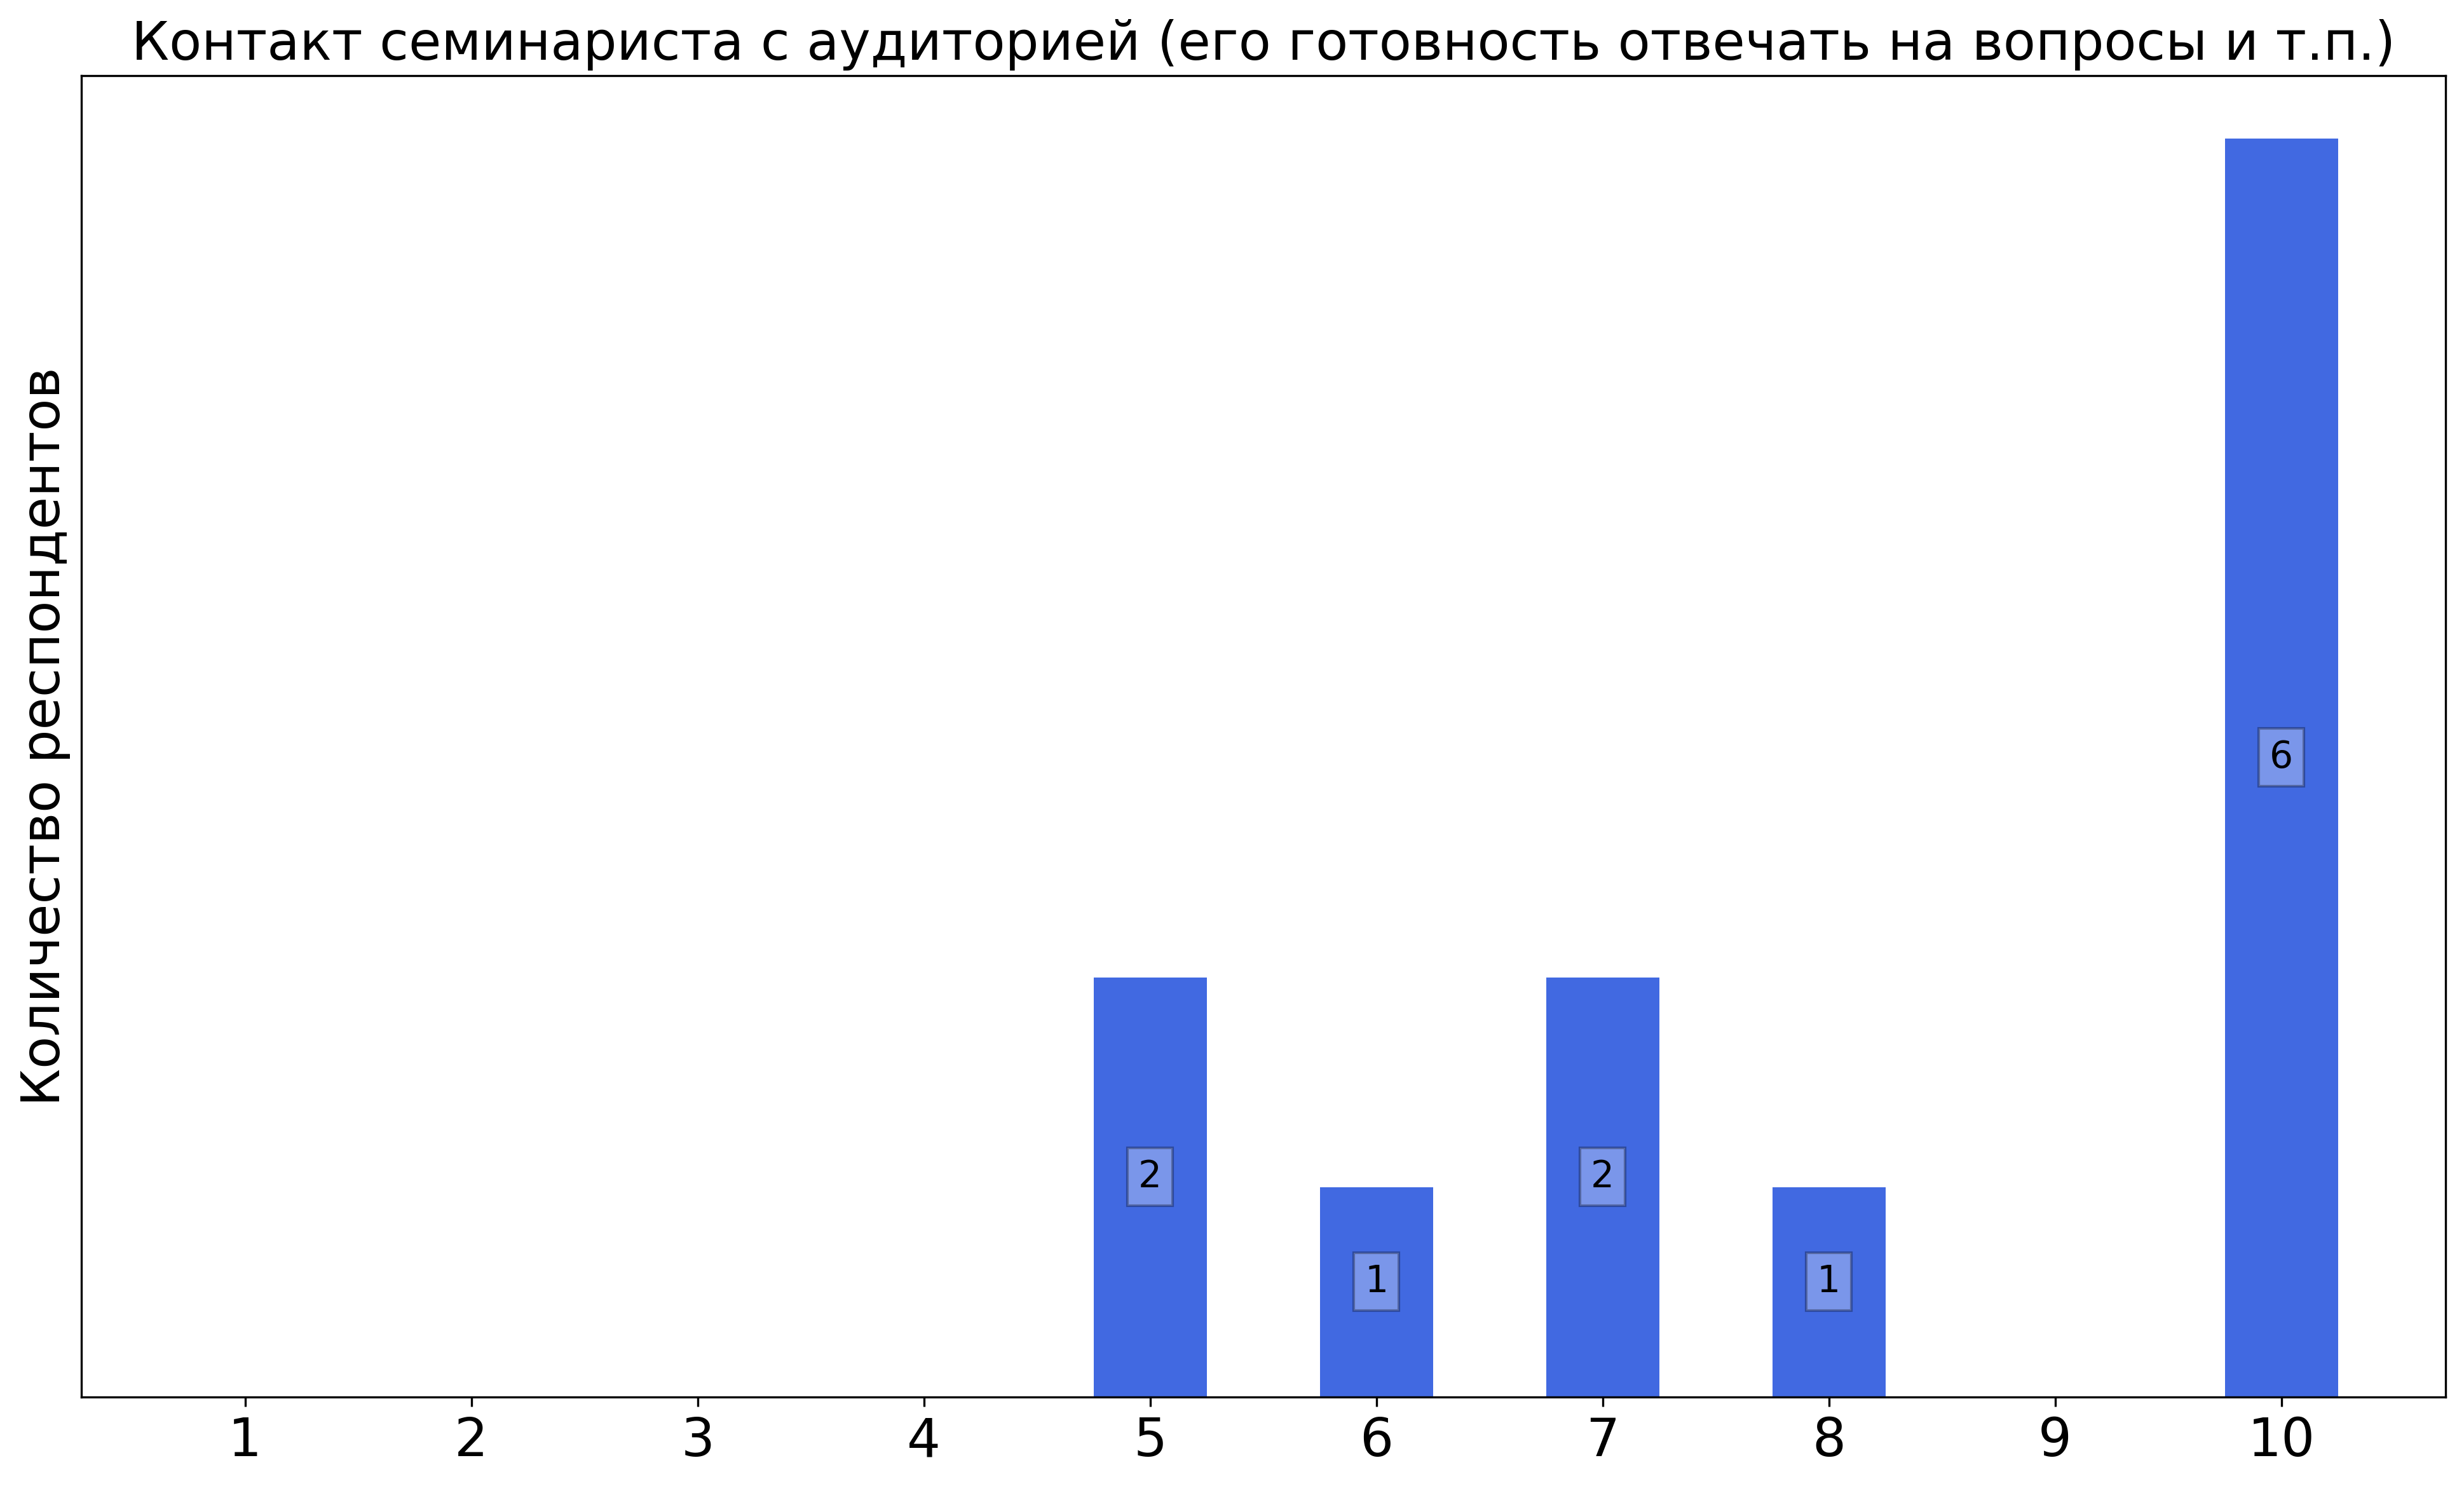 Контакт семинариста с аудиторией (его готовность отвечать на вопросы и т.п.)
Количество респондентов
6
2
2
1
1
1 2 3 4 5 6 7 8 9 10